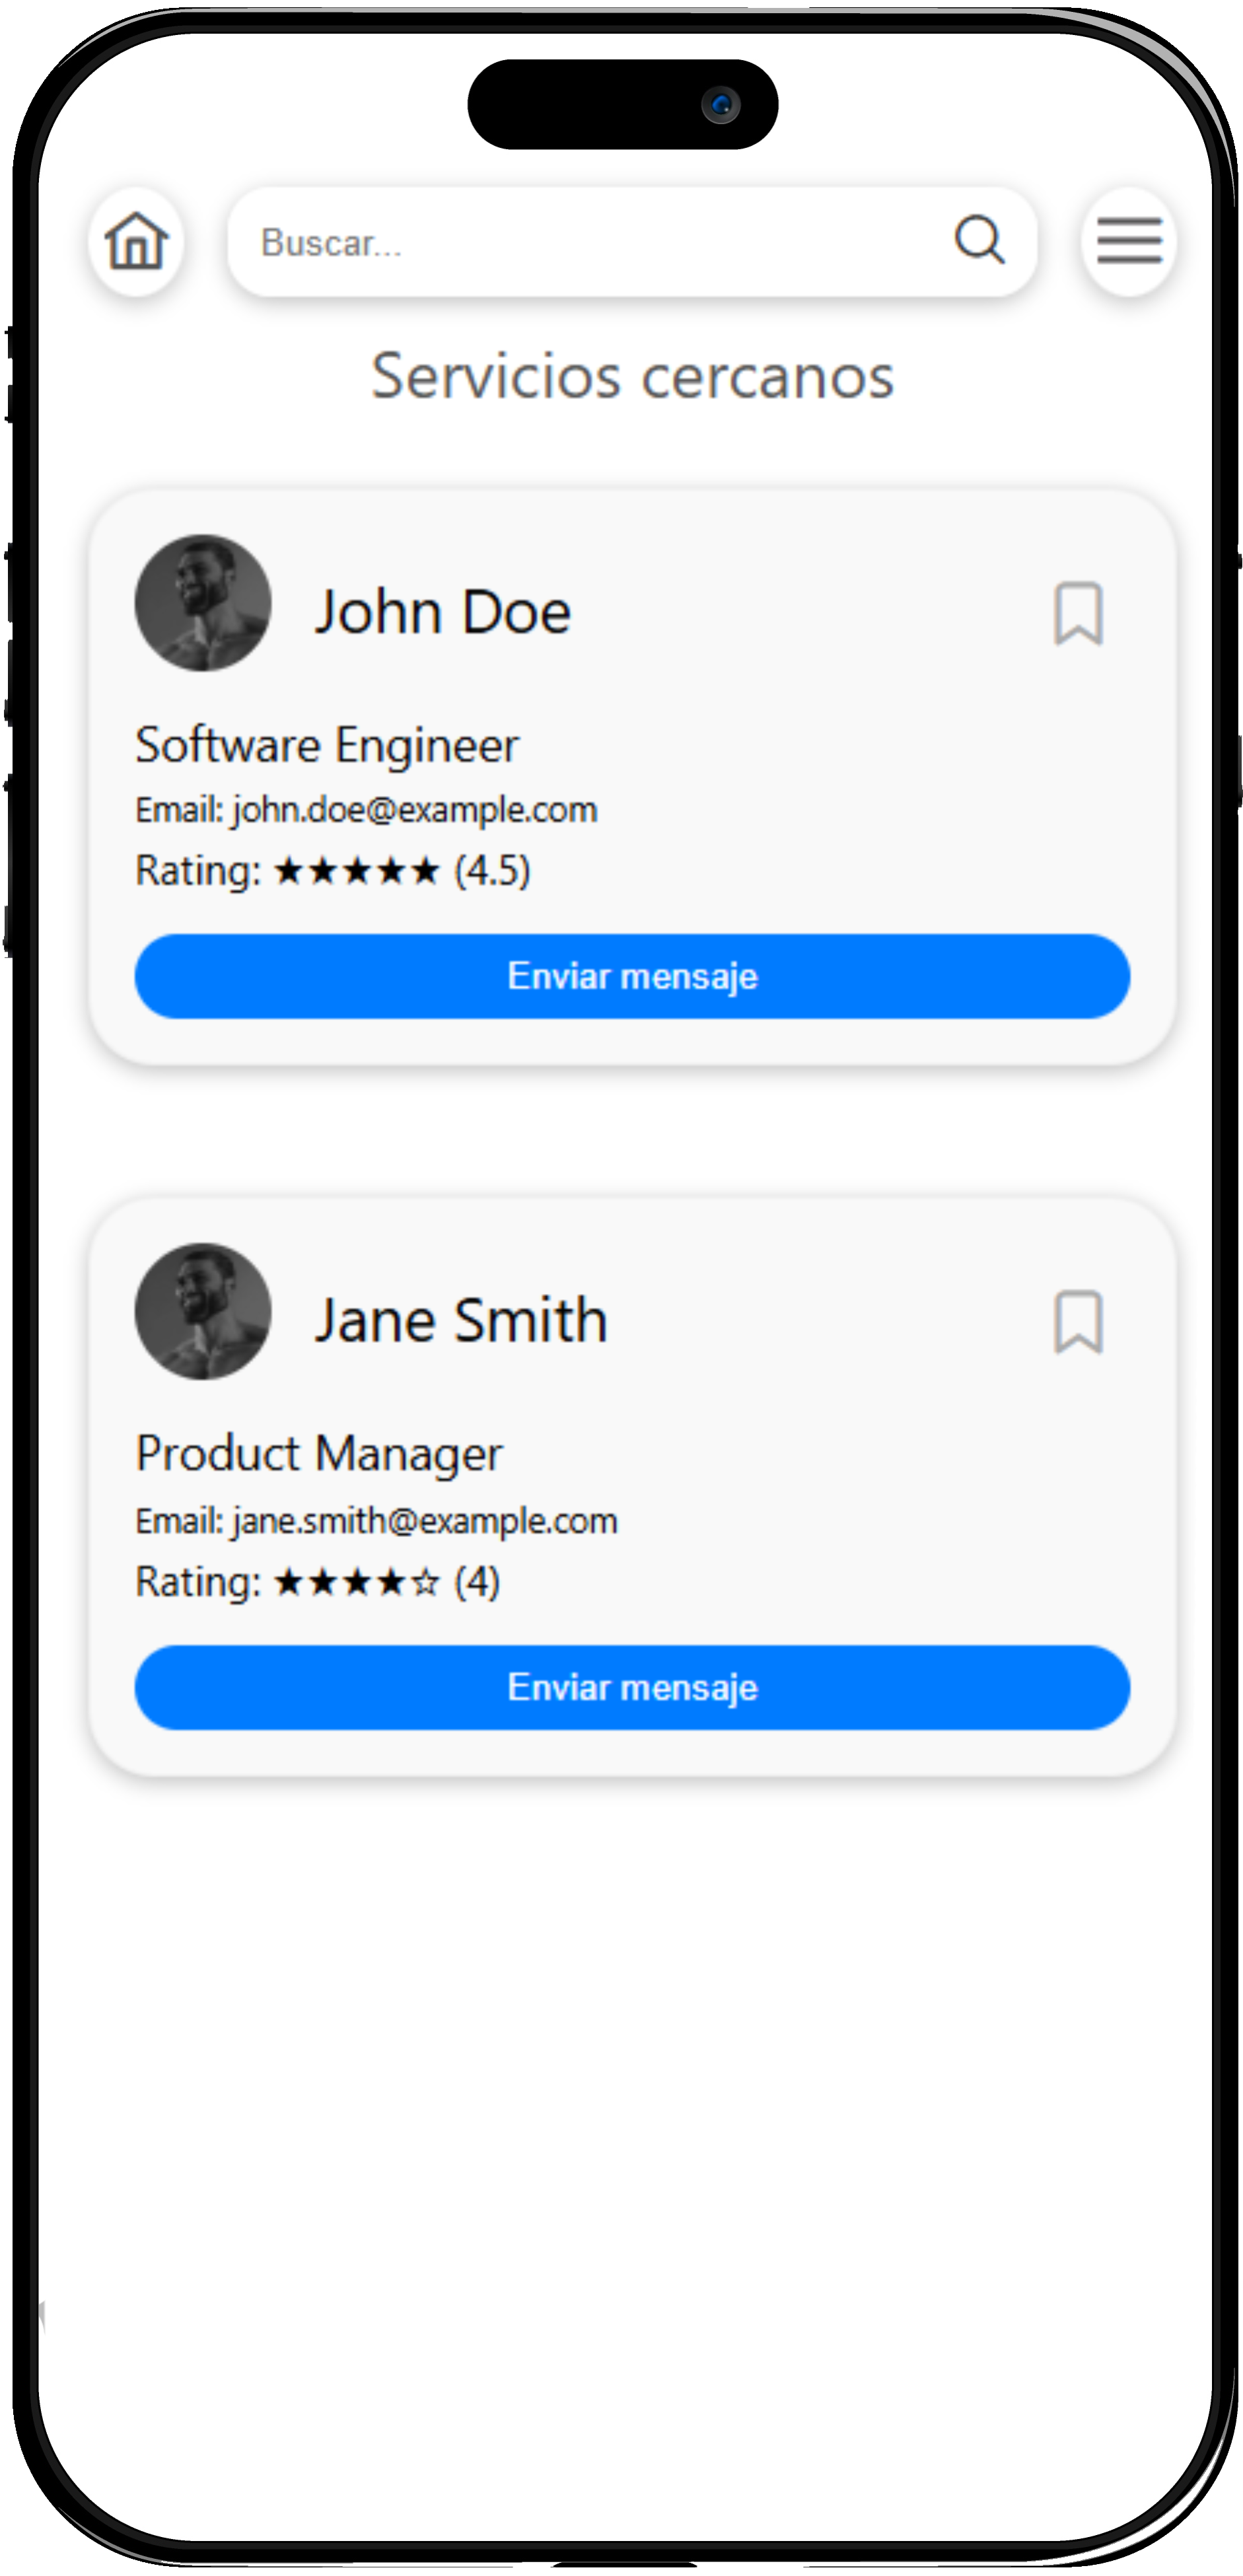 Buscar...
Servicios cercanos
John Doe
Software Engineer
Email: john.doe@example.com
Rating: ★★★★★ (4.5)
Enviar mensaje
Jane Smith
Product Manager
Email: jane.smith@example.com
Rating: ★★★★☆ (4)
Enviar mensaje